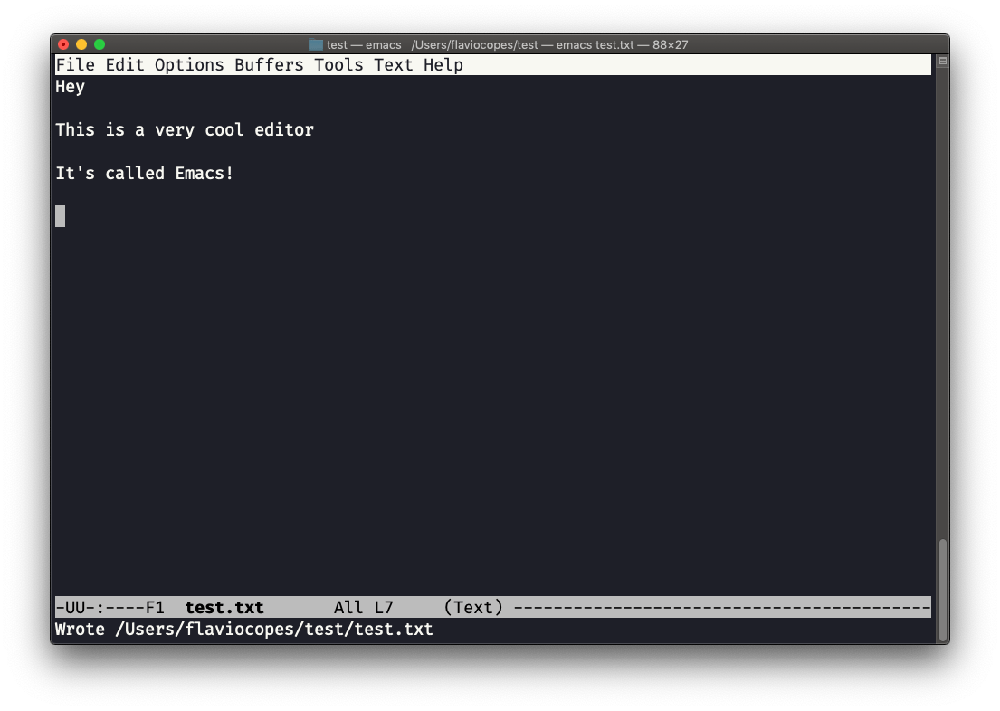 test — emacs /Users/flaviocopes/test — emacs test.txt — 88×27
File Edit Options Buffers Tools Text Help
Hey
This is a very cool editor
It's called Emacs!
-UU-:----F1  test.txt       All L7     (Text) ------------------------------------------
Wrote /Users/flaviocopes/test/test.txt